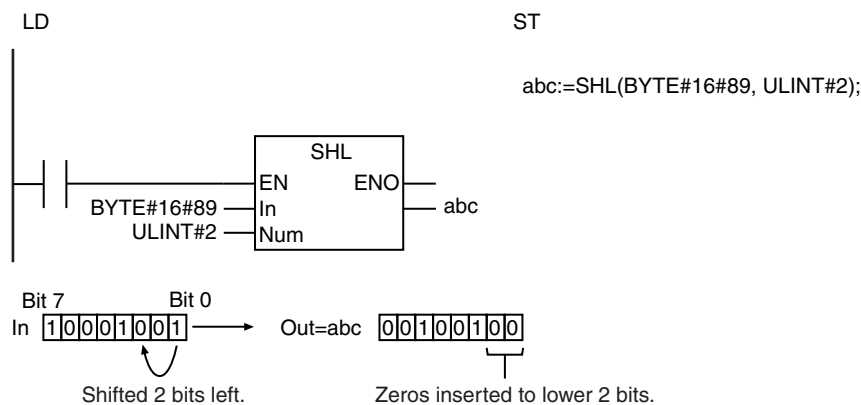 LD
ST
abc:=SHL(BYTE#16#89, ULINT#2);
SHL
EN ENO
BYTE#16#89 In abc
ULINT#2 Num
Bit 7 Bit 0
In 1 0 0 0 1 0 0 1 Out=abc 0 0 1 0 0 1 0 0
Shifted 2 bits left. Zeros inserted to lower 2 bits.